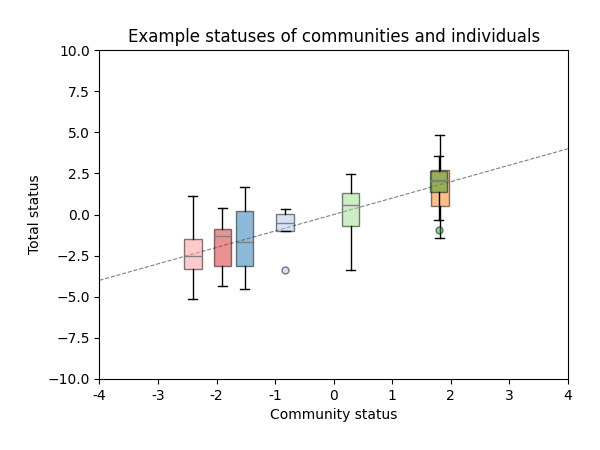 Example statuses of communities and individuals
10.0
7.5
5.0
2.5
0.0
−2.5
−5.0
−7.5
−10.0
Total status
-4 -3 -2 -1 0 1 2 3 4
Community status